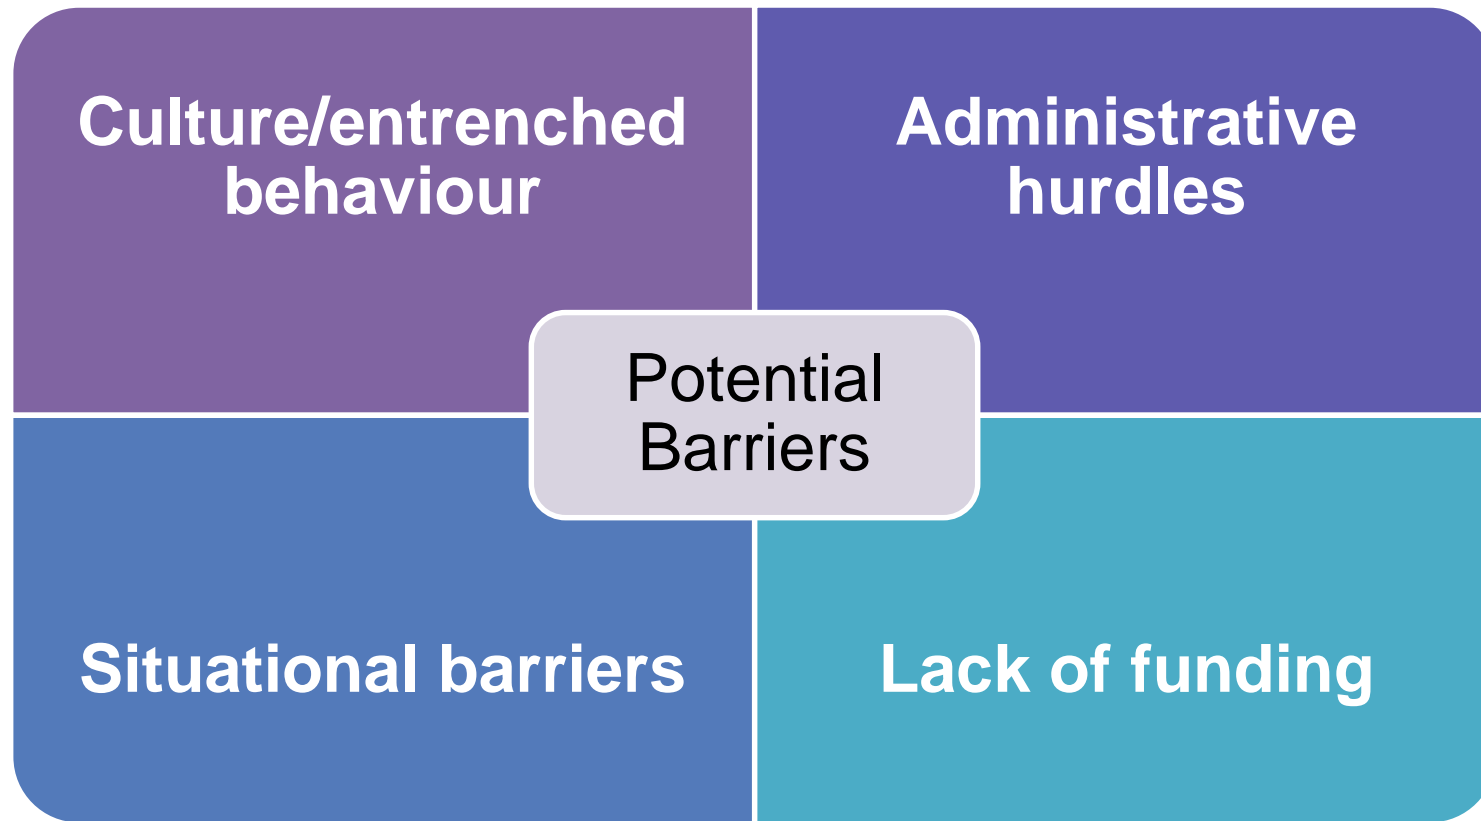 Culture/entrenched
behaviour
Administrative
hurdles
Potential
Barriers
Situational barriers
Lack of funding